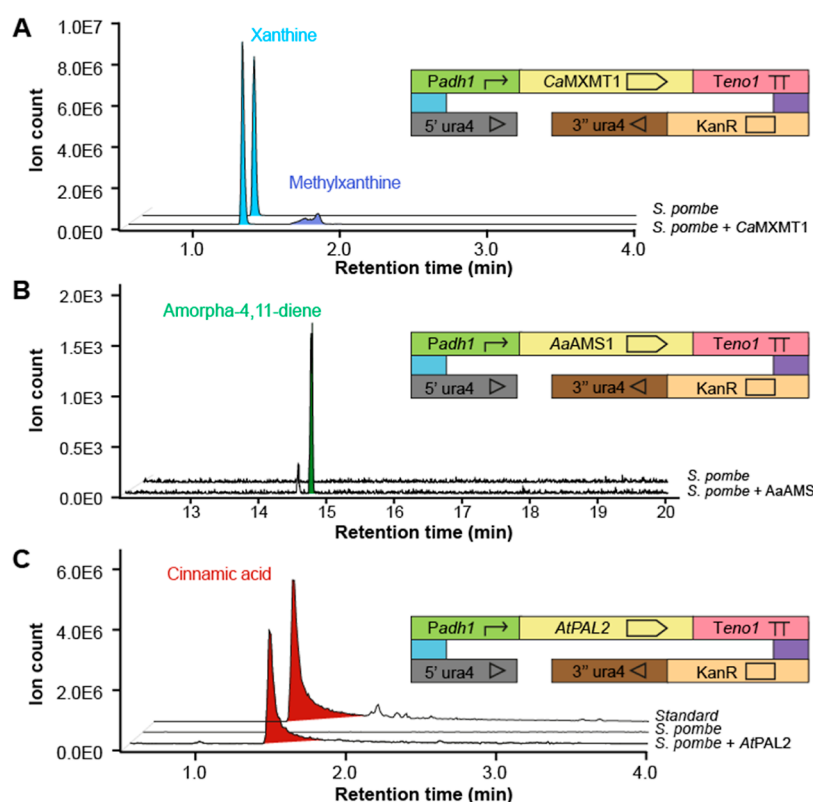 A
Xanthine
Methylxanthine
Ion count
1.0E7
8.0E6
6.0E6
4.0E6
2.0E6
0.0E0
1.0 2.0 3.0 4.0
Retention time (min)
S. pombe
S. pombe + CaMXMT1
Padh1 CaMXMT1 Teno1
5' ura4 3'' ura4 KanR
B
Amorpha-4,11-diene
Ion count
2.0E3
1.5E3
1.0E3
0.5E3
0.0E0
13 14 15 16 17 18 19 20
Retention time (min)
S. pombe
S. pombe + AaAMS
Padh1 AaAMS1 Teno1
5' ura4 3'' ura4 KanR
C
Cinnamic acid
Ion count
6.0E6
4.0E6
2.0E6
0.0E0
1.0 2.0 3.0 4.0
Retention time (min)
Standard
S. pombe
S. pombe + AtPAL2
Padh1 AtPAL2 Teno1
5' ura4 3'' ura4 KanR